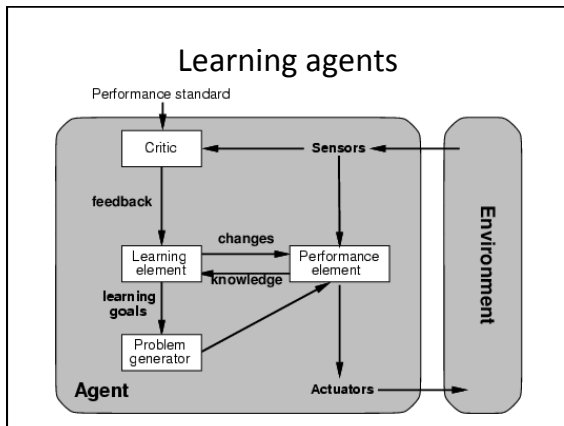 Learning agents
Performance standard
Critic
Sensors
feedback
changes
Learning
element
Performance
element
knowledge
learning
goals
Problem
generator
Agent
Actuators
Environment